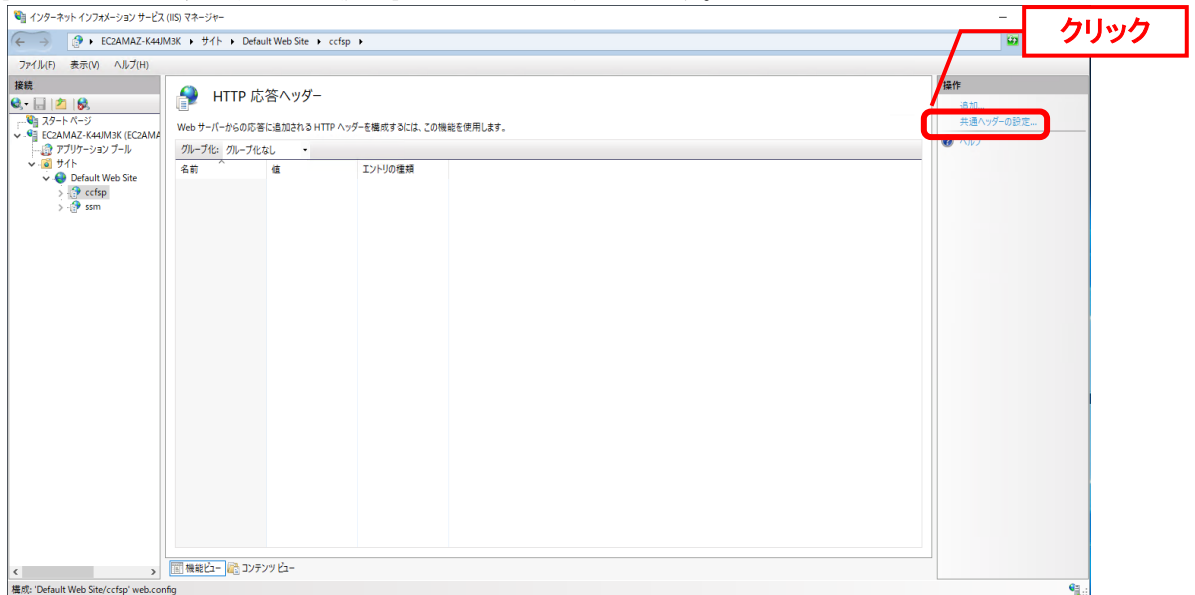 インターネット インフォメーション サービス (IIS) マネージャー
クリック
EC2AMAZ-K44JM3K ▸ サイト ▸ Default Web Site ▸ ccfsp ▸
ファイル(F) 表示(V) ヘルプ(H)
接続
スタート ページ
EC2AMAZ-K44JM3K (EC2AMA
アプリケーション プール
サイト
Default Web Site
ccfsp
ssm
HTTP 応答ヘッダー
Web サーバーからの応答に追加される HTTP ヘッダーを構成するには、この機能を使用します。
グループ化: グループ化なし
名前 値 エントリの種類
操作
追加...
共通ヘッダーの設定...
ヘルプ
機能ビュー コンテンツ ビュー
構成: 'Default Web Site/ccfsp' web.config